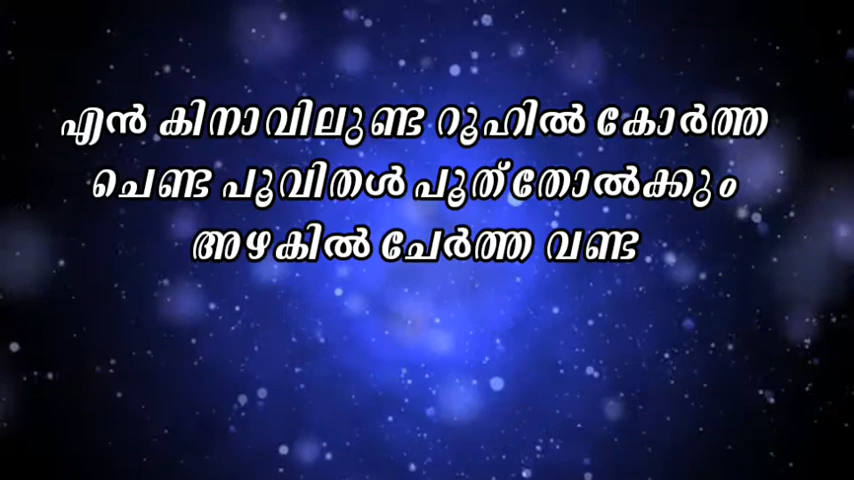 എൻ കിനാവിലുണ്ട റൂഹിൽ കോർത്ത
ചെണ്ട പൂവിതൾ പൂത് തോൽക്കും
അഴകിൽ ചേർത്ത വണ്ട